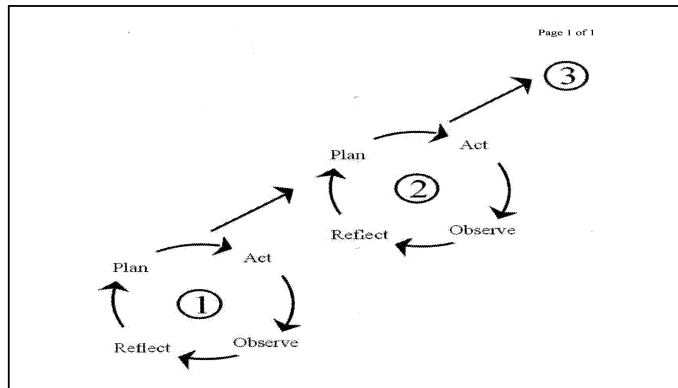 Page 1 of 1
3
Plan
Act
2
Reflect
Observe
Plan
Act
1
Reflect
Observe